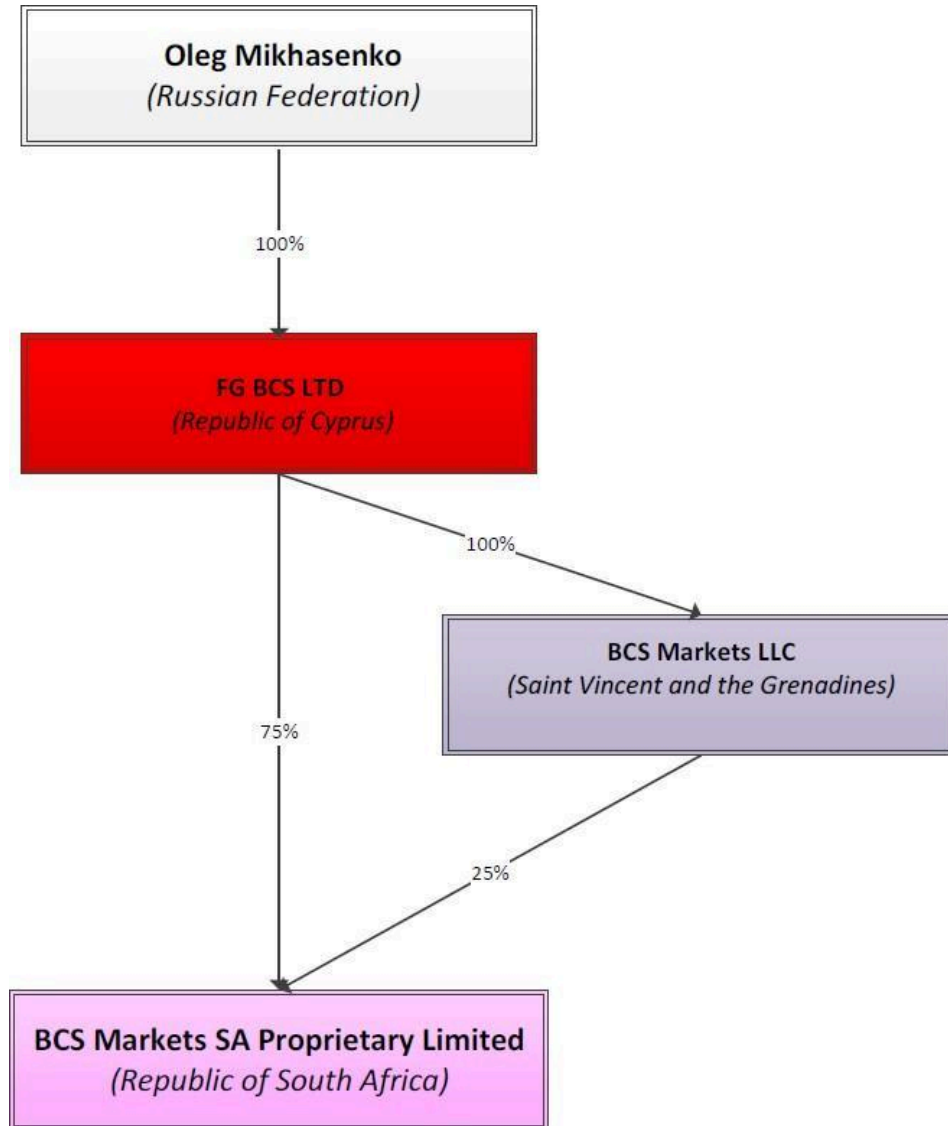 Oleg Mikhasenko
(Russian Federation)
100%
FG BCS LTD
(Republic of Cyprus)
100%
BCS Markets LLC
(Saint Vincent and the Grenadines)
75%
25%
BCS Markets SA Proprietary Limited
(Republic of South Africa)